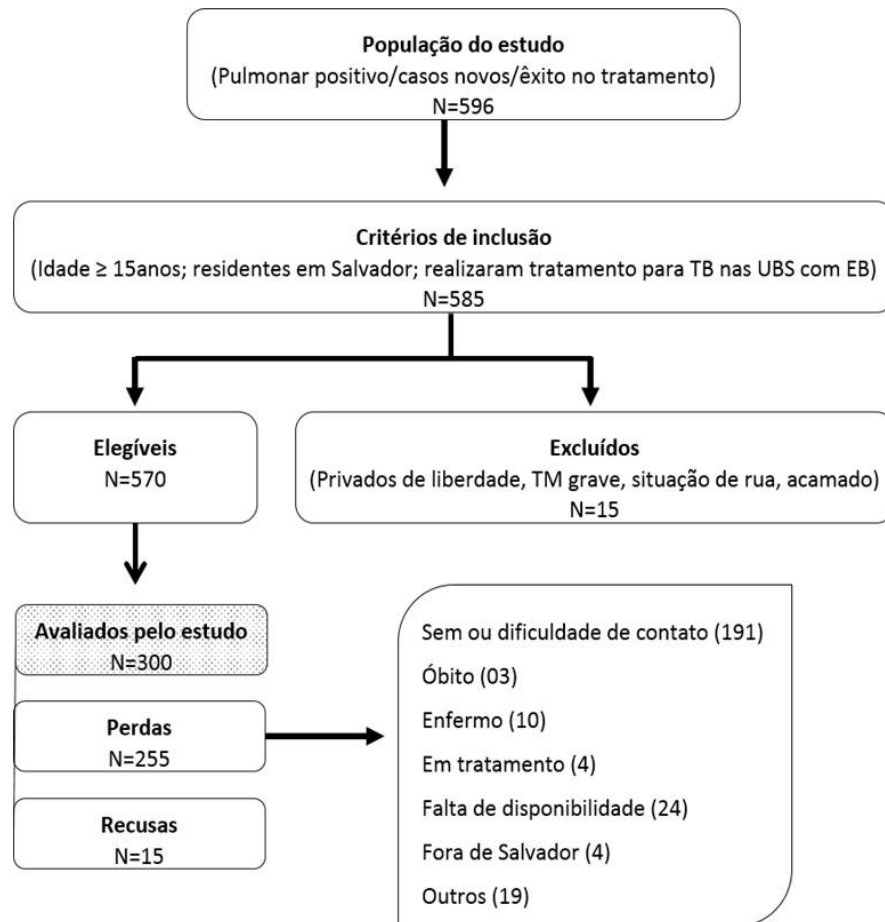 População do estudo
(Pulmonar positivo/casos novos/êxito no tratamento)
N=596
Critérios de inclusão
(Idade ≥ 15anos; residentes em Salvador; realizaram tratamento para TB nas UBS com EB)
N=585
Elegíveis
N=570
Excluídos
(Privados de liberdade, TM grave, situação de rua, acamado)
N=15
Avaliados pelo estudo
N=300
Perdas
N=255
Recusas
N=15
Sem ou dificuldade de contato (191)
Óbito (03)
Enfermo (10)
Em tratamento (4)
Falta de disponibilidade (24)
Fora de Salvador (4)
Outros (19)